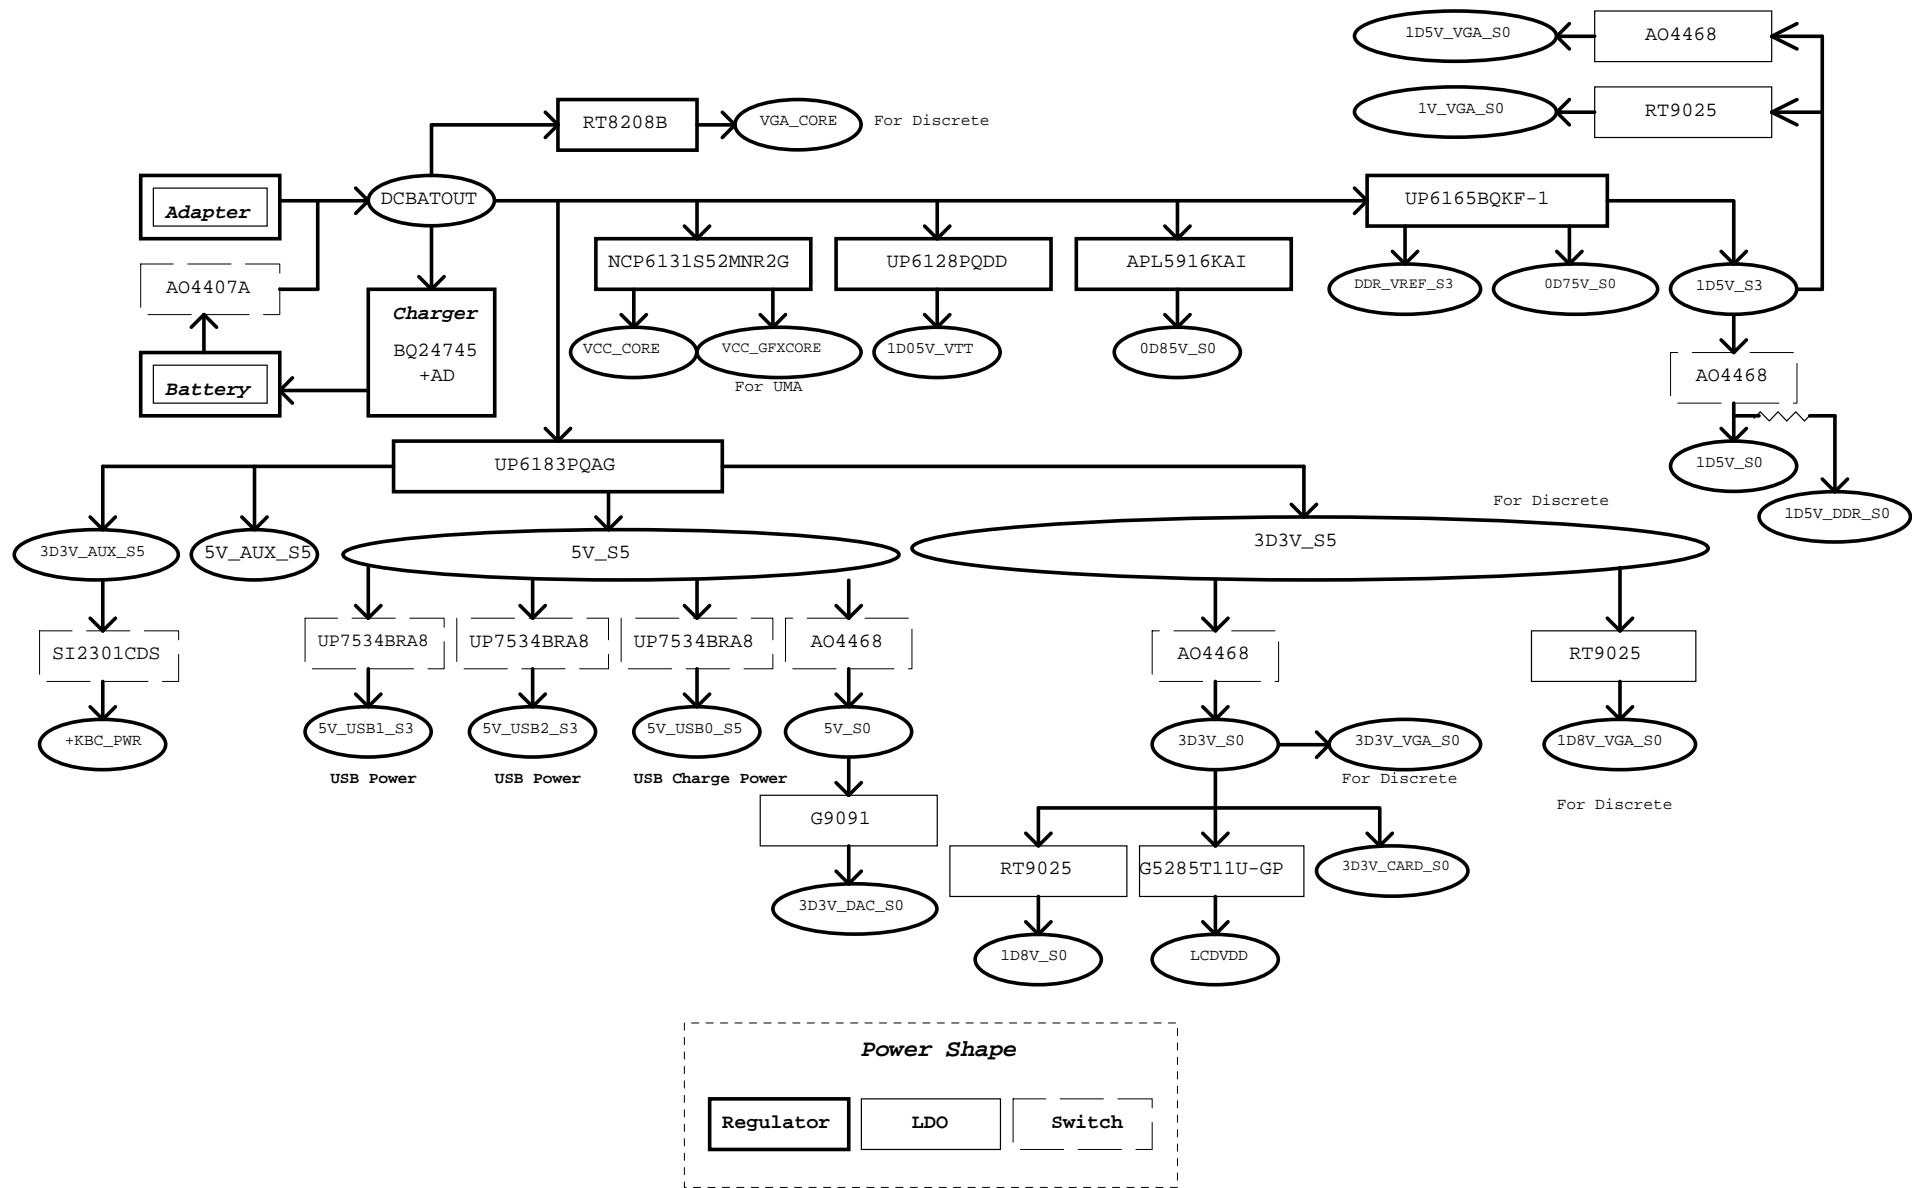 1D5V_VGA_S0
AO4468
1V_VGA_S0
RT9025
RT8208B
VGA_CORE
For Discrete
Adapter
DCBATOUT
UP6165BQKF-1
AO4407A
NCP6131S52MNR2G
UP6128PQDD
APL5916KAI
DDR_VREF_S3
0D75V_S0
1D5V_S3
Charger
BQ24745
+AD
VCC_CORE
VCC_GFXCORE
For UMA
1D05V_VTT
0D85V_S0
AO4468
Battery
1D5V_S0
1D5V_DDR_S0
UP6183PQAG
For Discrete
3D3V_AUX_S5
5V_AUX_S5
5V_S5
3D3V_S5
SI2301CDS
UP7534BRA8
UP7534BRA8
UP7534BRA8
AO4468
AO4468
RT9025
+KBC_PWR
5V_USB1_S3
5V_USB2_S3
5V_USB0_S5
5V_S0
3D3V_S0
3D3V_VGA_S0
1D8V_VGA_S0
USB Power
USB Power
USB Charge Power
For Discrete
For Discrete
G9091
RT9025
G5285T11U-GP
3D3V_CARD_S0
3D3V_DAC_S0
1D8V_S0
LCDVDD
Power Shape
Regulator
LDO
Switch